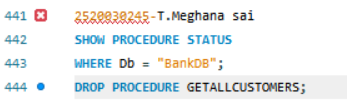 441 2520030245-T.Meghana sai
442 SHOW PROCEDURE STATUS
443 WHERE Db = "BankDB";
444 DROP PROCEDURE GETALLCUSTOMERS;